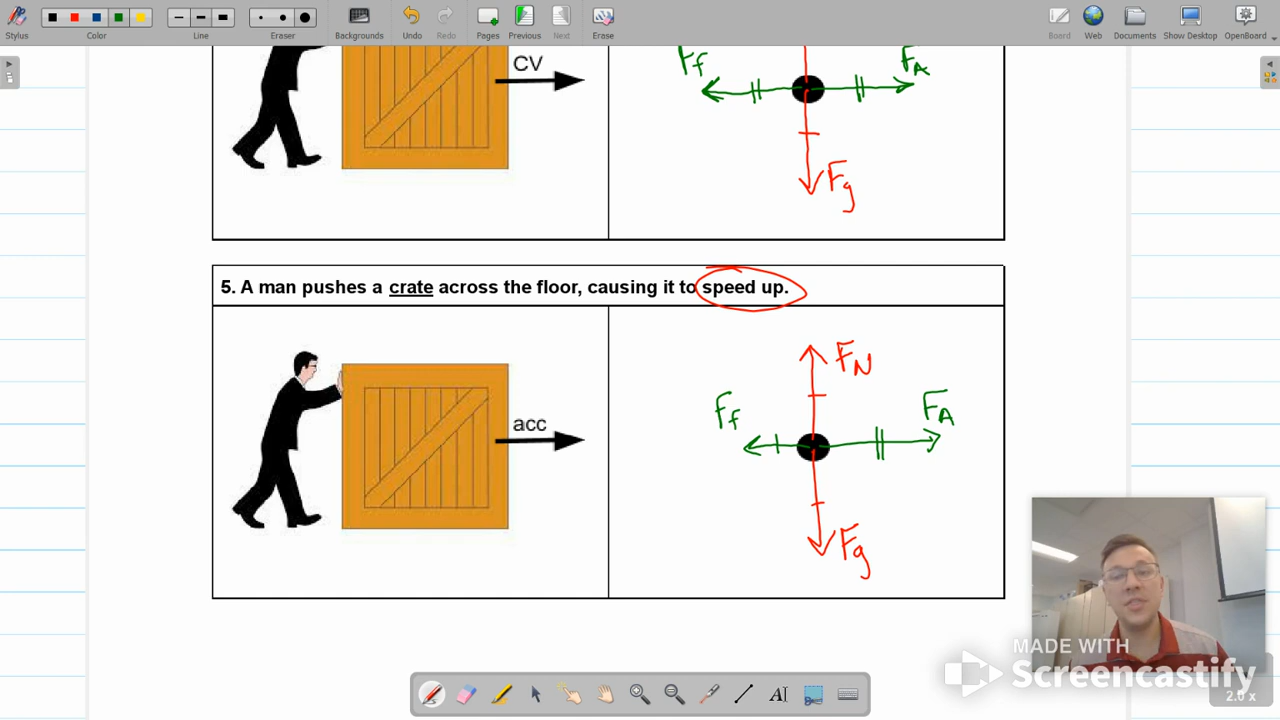 Stylus Color Line Eraser Backgrounds Undo Redo Pages Previous Next Erase Board Web Documents Show Desktop OpenBoard
CV
Ff
FA
Fg
5. A man pushes a crate across the floor, causing it to speed up.
acc
FN
Ff
FA
Fg
MADE WITH
Screencastify
2.0 x
AI